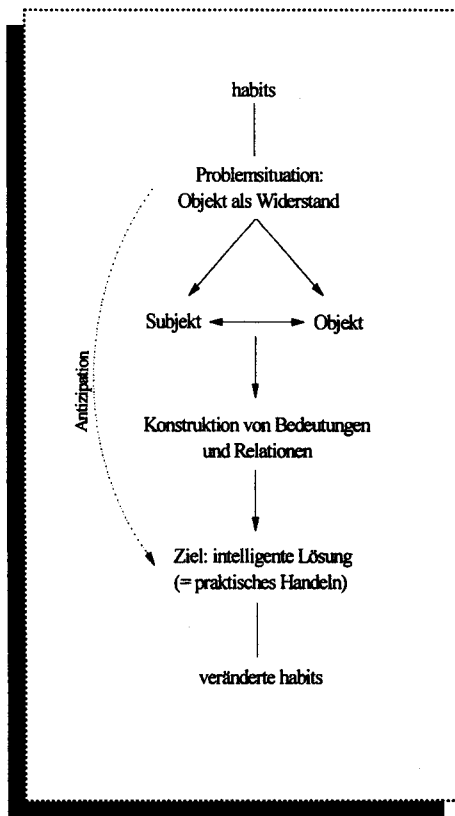 habits
Problemsituation:
Objekt als Widerstand
Subjekt
Objekt
Antizipation
Konstruktion von Bedeutungen
und Relationen
Ziel: intelligente Lösung
(= praktisches Handeln)
veränderte habits